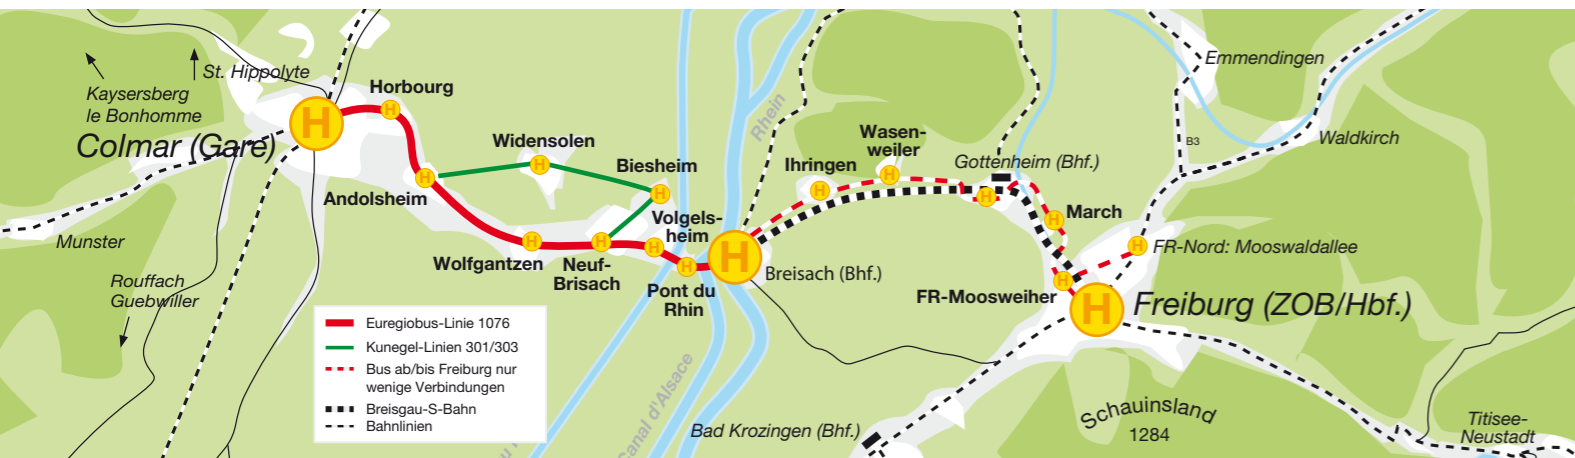 St. Hippolyte
Kaysersberg
le Bonhomme
Colmar (Gare)
H
Horbourg
H
Andolsheim
H
Widensolen
H
Biesheim
H
Munster
Rouffach
Guebwiller
Wolfgantzen
H
Neuf-
Brisach
H
Volgels-
heim
H
Pont du
Rhin
H
H
Breisach (Bhf.)
Rhein
Canal d'Alsace
Ihringen
H
Wasen-
weiler
H
Gottenheim (Bhf.)
H
March
H
FR-Nord: Mooswaldallee
H
FR-Moosweiher
H
H
Freiburg (ZOB/Hbf.)
Emmendingen
Waldkirch
B3
Bad Krozingen (Bhf.)
Schauinsland
1284
Titisee-
Neustadt
Euregiobus-Linie 1076
Kunegel-Linien 301/303
Bus ab/bis Freiburg nur
wenige Verbindungen
Breisgau-S-Bahn
Bahnlinien